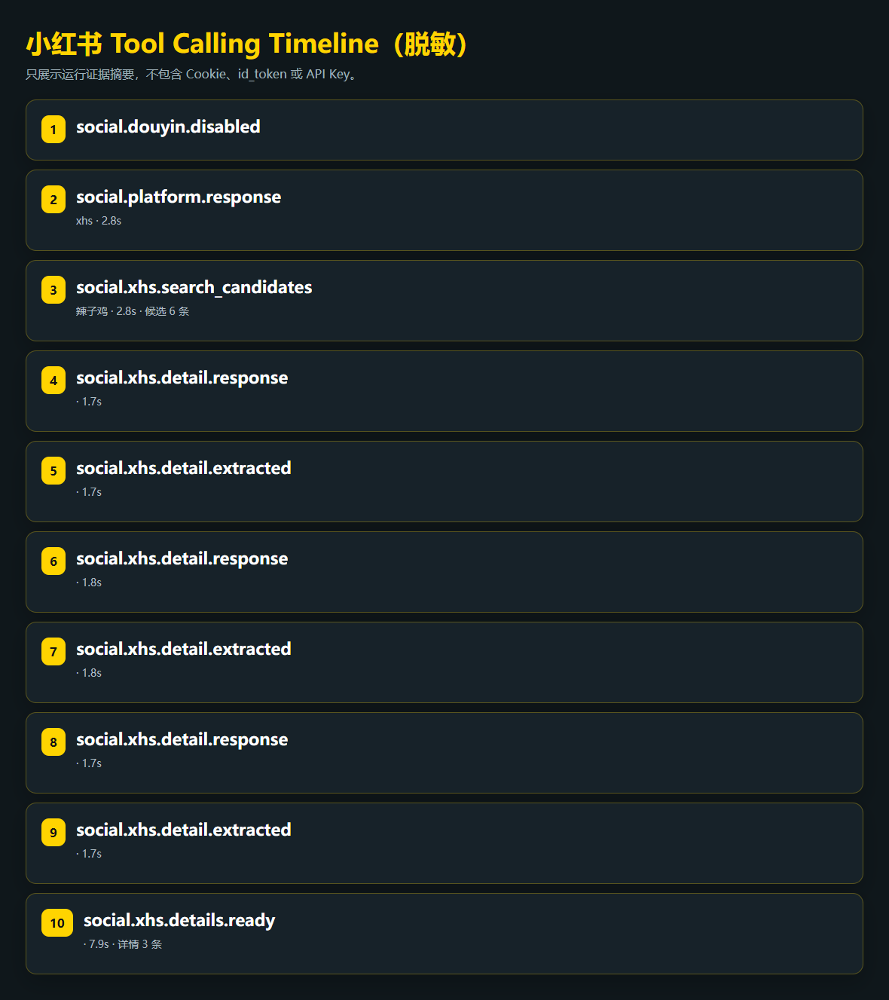 小红书 Tool Calling Timeline（脱敏）
只展示运行证据摘要，不包含 Cookie、id_token 或 API Key。
1 social.douyin.disabled
2 social.platform.response
xhs · 2.8s
3 social.xhs.search_candidates
辣子鸡 · 2.8s · 候选 6 条
4 social.xhs.detail.response
· 1.7s
5 social.xhs.detail.extracted
· 1.7s
6 social.xhs.detail.response
· 1.8s
7 social.xhs.detail.extracted
· 1.8s
8 social.xhs.detail.response
· 1.7s
9 social.xhs.detail.extracted
· 1.7s
10 social.xhs.details.ready
· 7.9s · 详情 3 条